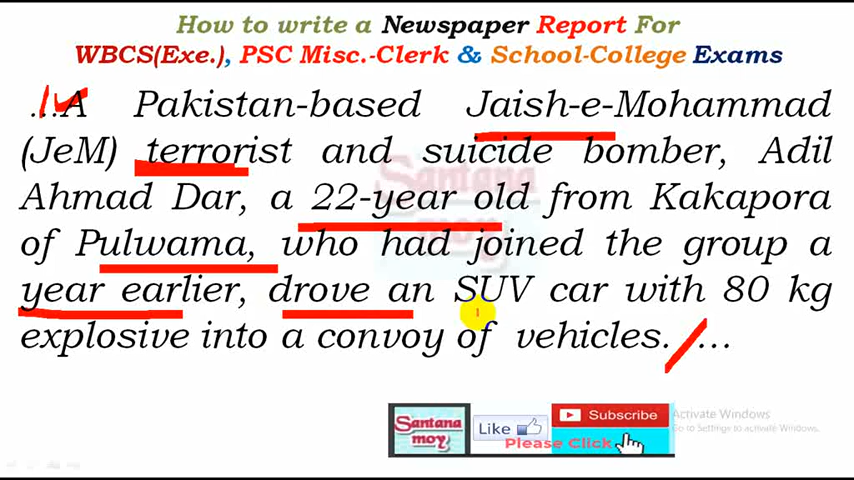 How to write a Newspaper Report For
WBCS(Exe.), PSC Misc.-Clerk & School-College Exams
...A Pakistan-based Jaish-e-Mohammad
(JeM) terrorist and suicide bomber, Adil
Ahmad Dar, a 22-year old from Kakapora
of Pulwama, who had joined the group a
year earlier, drove an SUV car with 80 kg
explosive into a convoy of vehicles. ...
Santana
moy
Santana
moy
Like
Subscribe
Please Click
Activate Windows
Go to Settings to activate Windows.